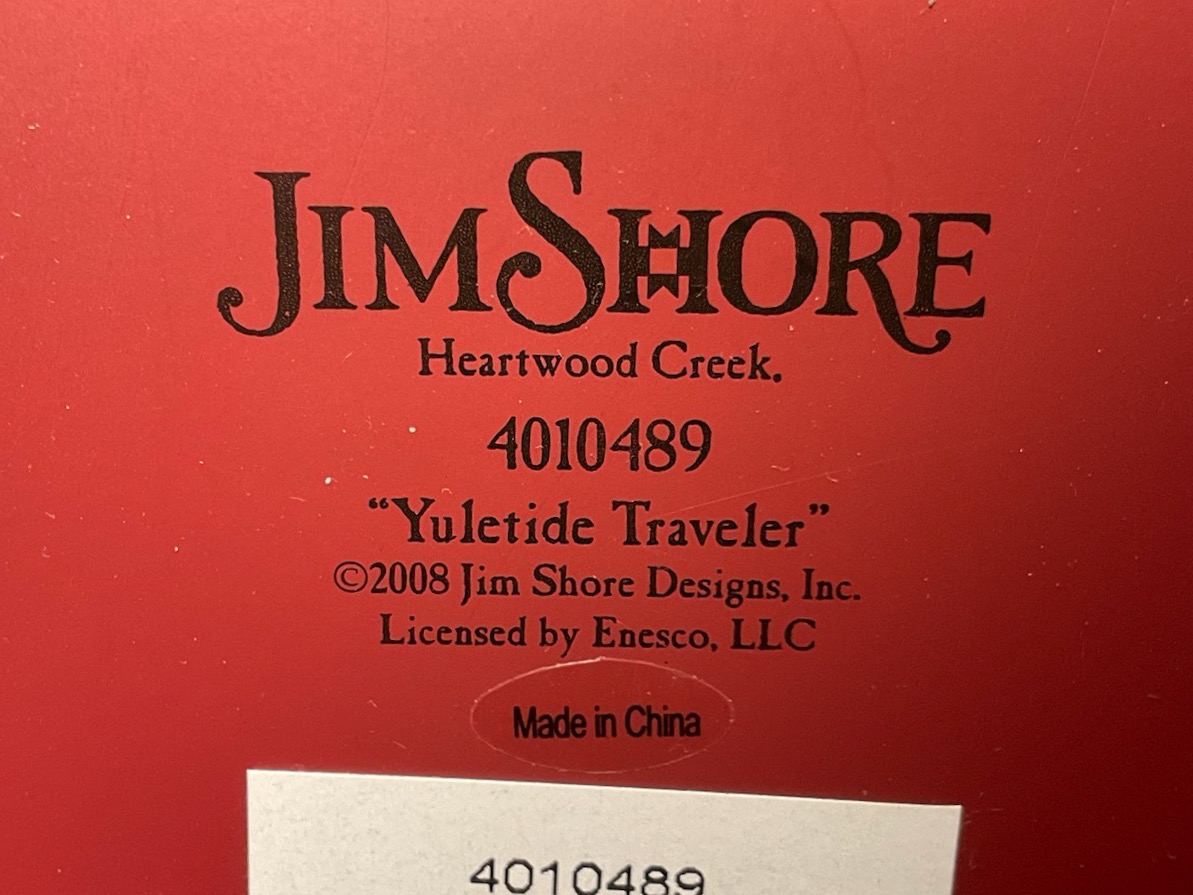 JIM SHORE
Heartwood Creek.
4010489
“Yuletide Traveler”
©2008 Jim Shore Designs, Inc.
Licensed by Enesco, LLC
Made in China
4010489